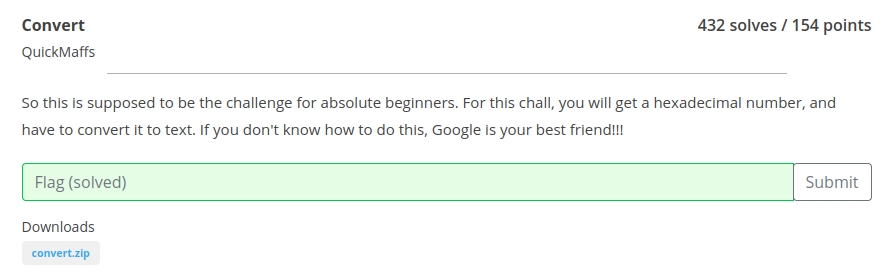 Convert
432 solves / 154 points
QuickMaffs
So this is supposed to be the challenge for absolute beginners. For this chall, you will get a hexadecimal number, and
have to convert it to text. If you don't know how to do this, Google is your best friend!!!
Flag (solved)
Submit
Downloads
convert.zip